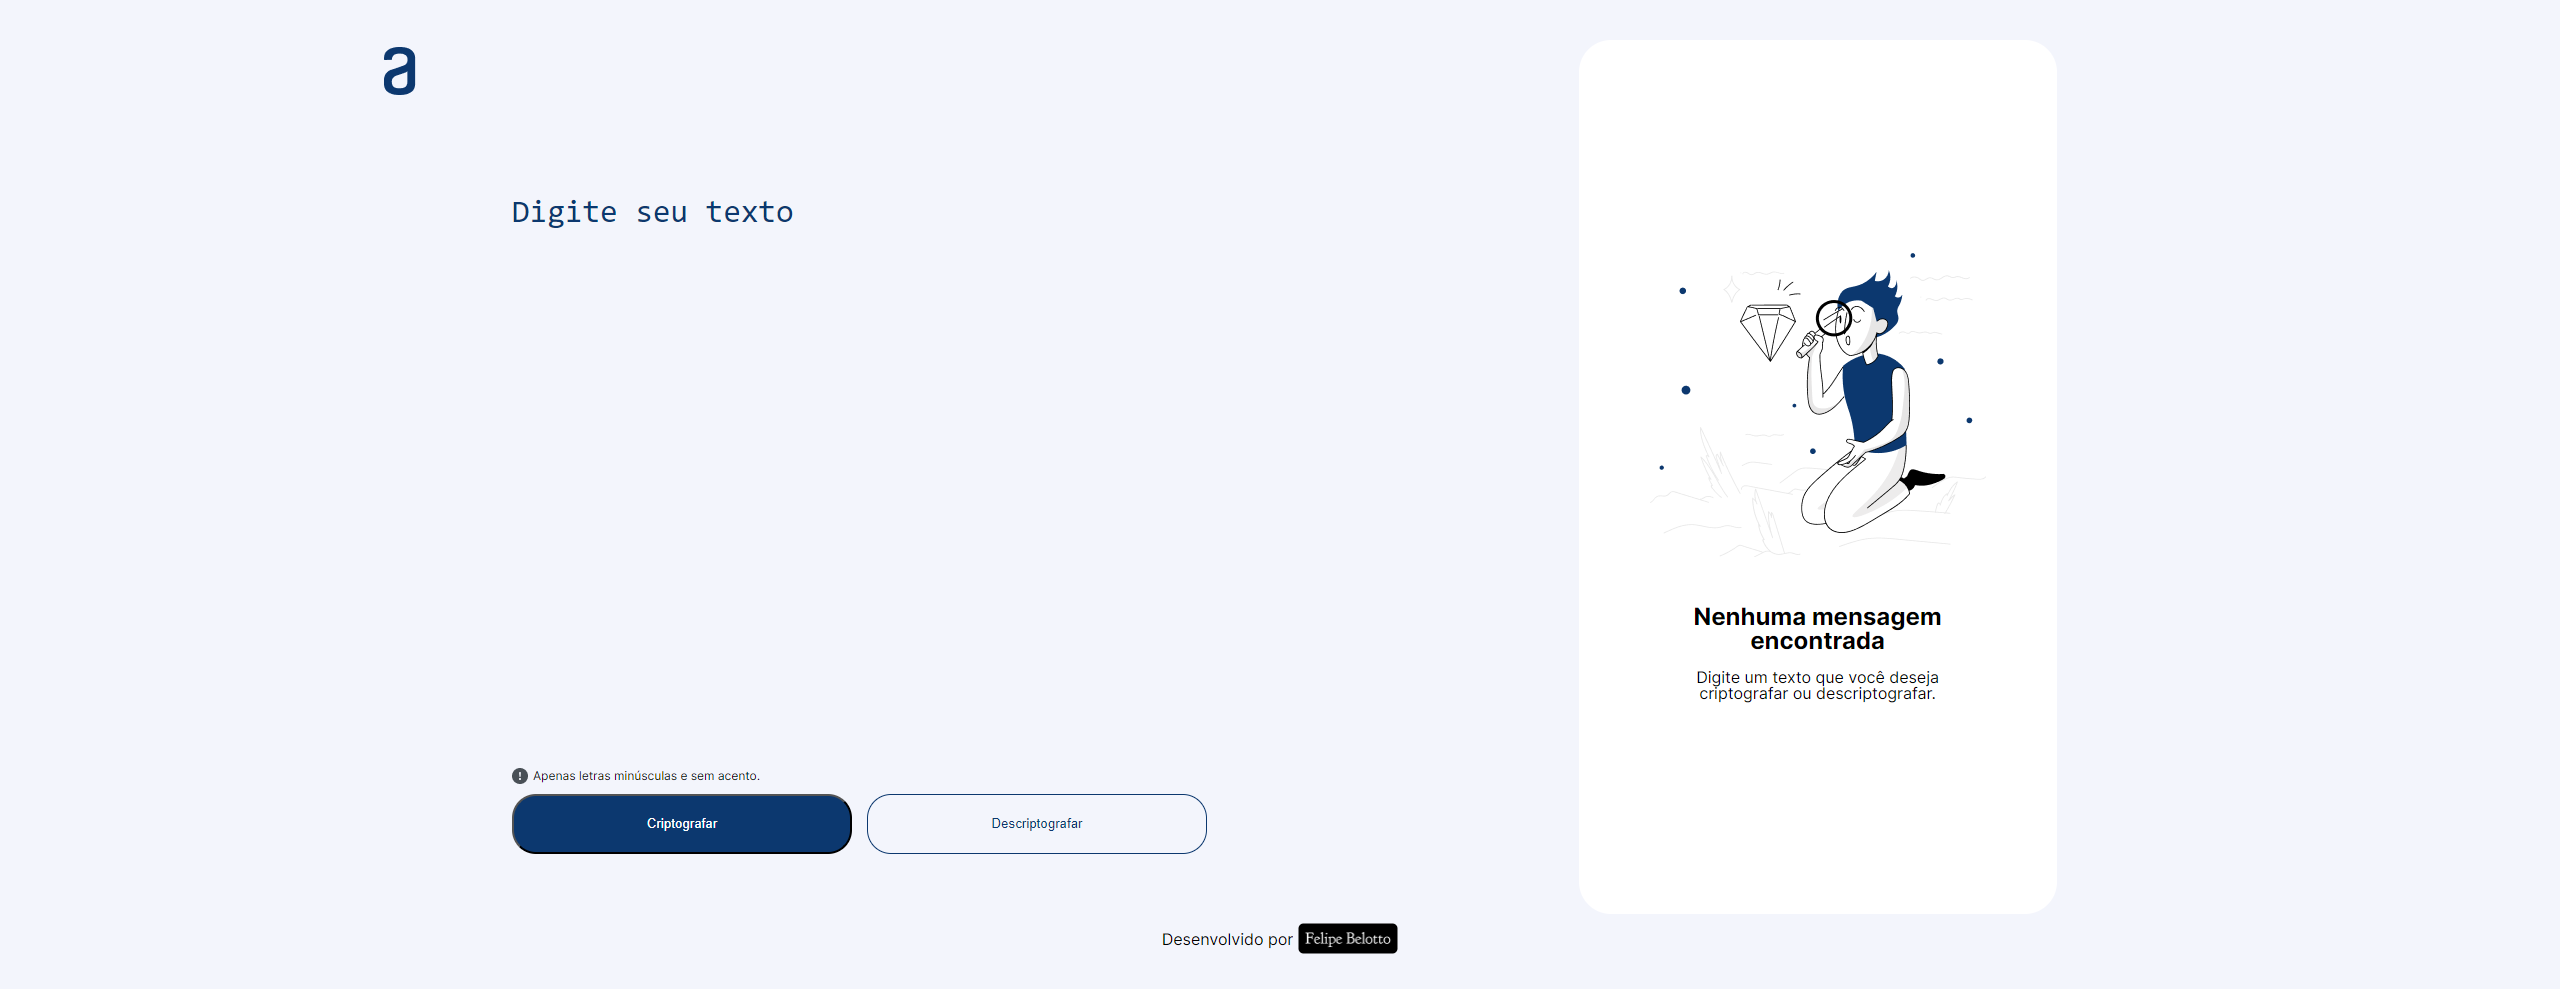 a
Digite seu texto
Nenhuma mensagem
encontrada
Digite um texto que você deseja
criptografar ou descriptografar.
Apenas letras minúsculas e sem acento.
Criptografar
Descriptografar
Desenvolvido por Felipe Belotto